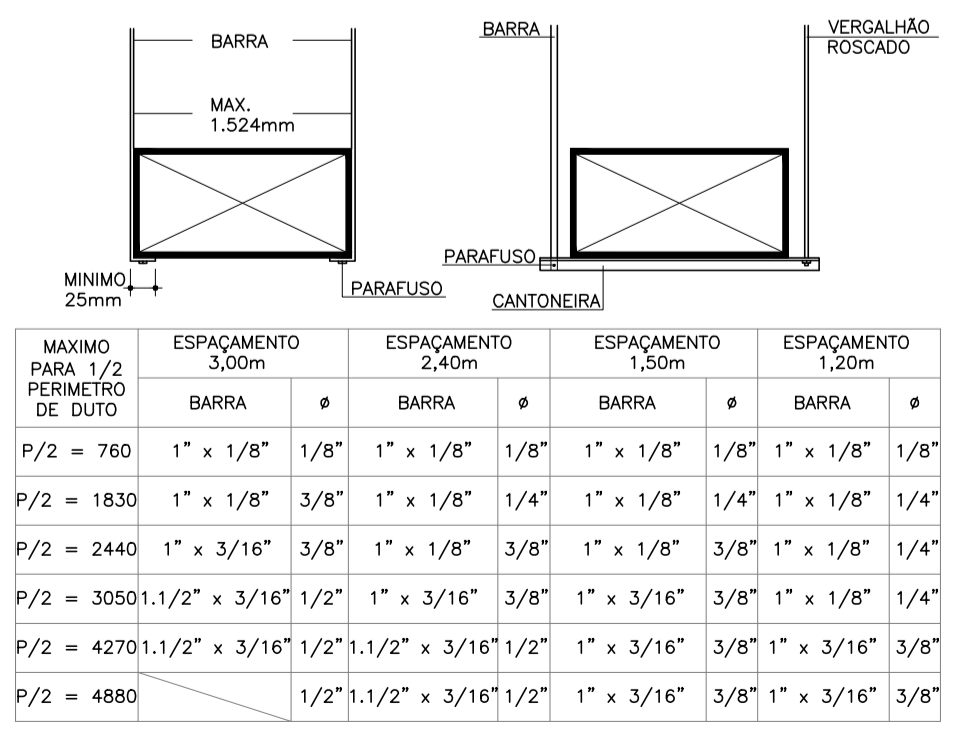 BARRA
MAX.
1.524mm
MINIMO
25mm
PARAFUSO
BARRA
VERGALHÃO
ROSCADO
PARAFUSO
CANTONEIRA
MAXIMO
PARA 1/2
PERIMETRO
DE DUTO
ESPAÇAMENTO
3,00m
ESPAÇAMENTO
2,40m
ESPAÇAMENTO
1,50m
ESPAÇAMENTO
1,20m
BARRA ø BARRA ø BARRA ø BARRA ø
P/2 = 760 1" x 1/8" 1/8" 1" x 1/8" 1/8" 1" x 1/8" 1/8" 1" x 1/8" 1/8"
P/2 = 1830 1" x 1/8" 3/8" 1" x 1/8" 1/4" 1" x 1/8" 1/4" 1" x 1/8" 1/4"
P/2 = 2440 1" x 3/16" 3/8" 1" x 1/8" 3/8" 1" x 1/8" 3/8" 1" x 1/8" 1/4"
P/2 = 3050 1.1/2" x 3/16" 1/2" 1" x 3/16" 3/8" 1" x 3/16" 3/8" 1" x 1/8" 1/4"
P/2 = 4270 1.1/2" x 3/16" 1/2" 1.1/2" x 3/16" 1/2" 1" x 3/16" 3/8" 1" x 3/16" 3/8"
P/2 = 4880 1/2" 1.1/2" x 3/16" 1/2" 1" x 3/16" 3/8" 1" x 3/16" 3/8"